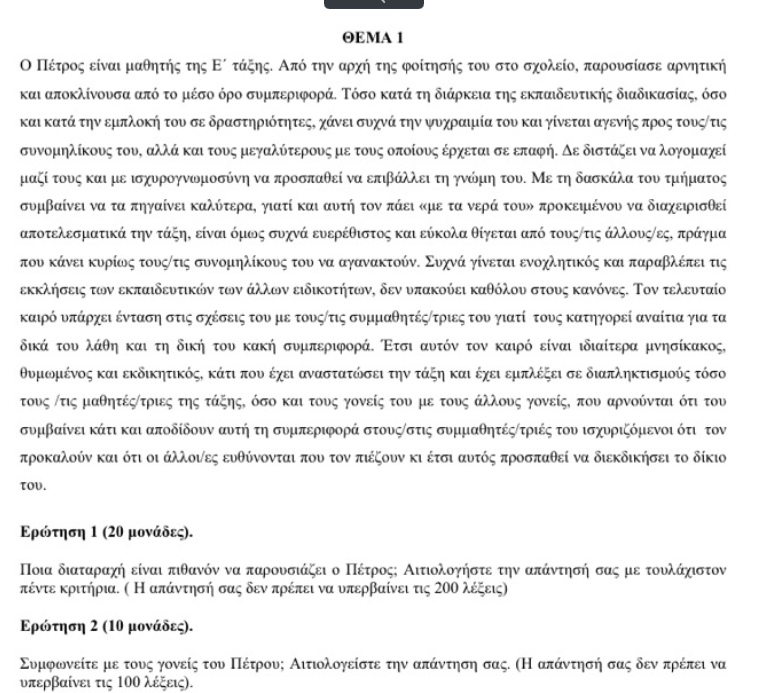 ΘΕΜΑ 1
Ο Πέτρος είναι μαθητής της Ε΄ τάξης. Από την αρχή της φοίτησής του στο σχολείο, παρουσίασε αρνητική
και αποκλίνουσα από το μέσο όρο συμπεριφορά. Τόσο κατά τη διάρκεια της εκπαιδευτικής διαδικασίας, όσο
και κατά την εμπλοκή του σε δραστηριότητες, χάνει συχνά την ψυχραιμία του και γίνεται αγενής προς τους/τις
συνομηλίκους του, αλλά και τους μεγαλύτερους με τους οποίους έρχεται σε επαφή. Δε διστάζει να λογομαχεί
μαζί τους και με ισχυρογνωμοσύνη να προσπαθεί να επιβάλλει τη γνώμη του. Με τη δασκάλα του τμήματος
συμβαίνει να τα πηγαίνει καλύτερα, γιατί και αυτή τον πάει «με τα νερά του» προκειμένου να διαχειρισθεί
αποτελεσματικά την τάξη, είναι όμως συχνά ευερέθιστος και εύκολα θίγεται από τους/τις άλλους/ες, πράγμα
που κάνει κυρίως τους/τις συνομηλίκους του να αγανακτούν. Συχνά γίνεται ενοχλητικός και παραβλέπει τις
εκκλήσεις των εκπαιδευτικών των άλλων ειδικοτήτων, δεν υπακούει καθόλου στους κανόνες. Τον τελευταίο
καιρό υπάρχει ένταση στις σχέσεις του με τους/τις συμμαθητές/τριες του γιατί τους κατηγορεί αναίτια για τα
δικά του λάθη και τη δική του κακή συμπεριφορά. Έτσι αυτόν τον καιρό είναι ιδιαίτερα μνησίκακος,
θυμωμένος και εκδικητικός, κάτι που έχει αναστατώσει την τάξη και έχει εμπλέξει σε διαπληκτισμούς τόσο
τους /τις μαθητές/τριες της τάξης, όσο και τους γονείς του με τους άλλους γονείς, που αρνούνται ότι του
συμβαίνει κάτι και αποδίδουν αυτή τη συμπεριφορά στους/στις συμμαθητές/τριές του ισχυριζόμενοι ότι τον
προκαλούν και ότι οι άλλοι/ες ευθύνονται που τον πιέζουν κι έτσι αυτός προσπαθεί να διεκδικήσει το δίκιο
του.
Ερώτηση 1 (20 μονάδες).
Ποια διαταραχή είναι πιθανόν να παρουσιάζει ο Πέτρος; Αιτιολογήστε την απάντησή σας με τουλάχιστον
πέντε κριτήρια. ( Η απάντησή σας δεν πρέπει να υπερβαίνει τις 200 λέξεις)
Ερώτηση 2 (10 μονάδες).
Συμφωνείτε με τους γονείς του Πέτρου; Αιτιολογείστε την απάντηση σας. (Η απάντησή σας δεν πρέπει να
υπερβαίνει τις 100 λέξεις).